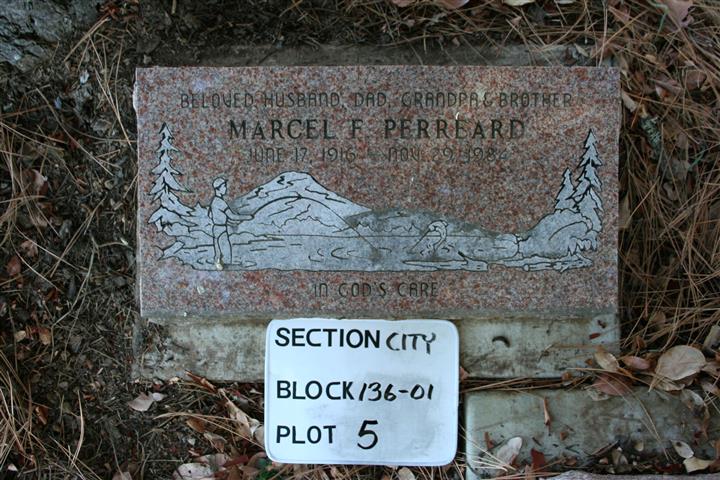 BELOVED HUSBAND, DAD, GRANDPA & BROTHER
MARCEL F. PERREARD
JUNE 17, 1916 - NOV. 29, 1984
IN GOD'S CARE
SECTION CITY
BLOCK 136-01
PLOT 5